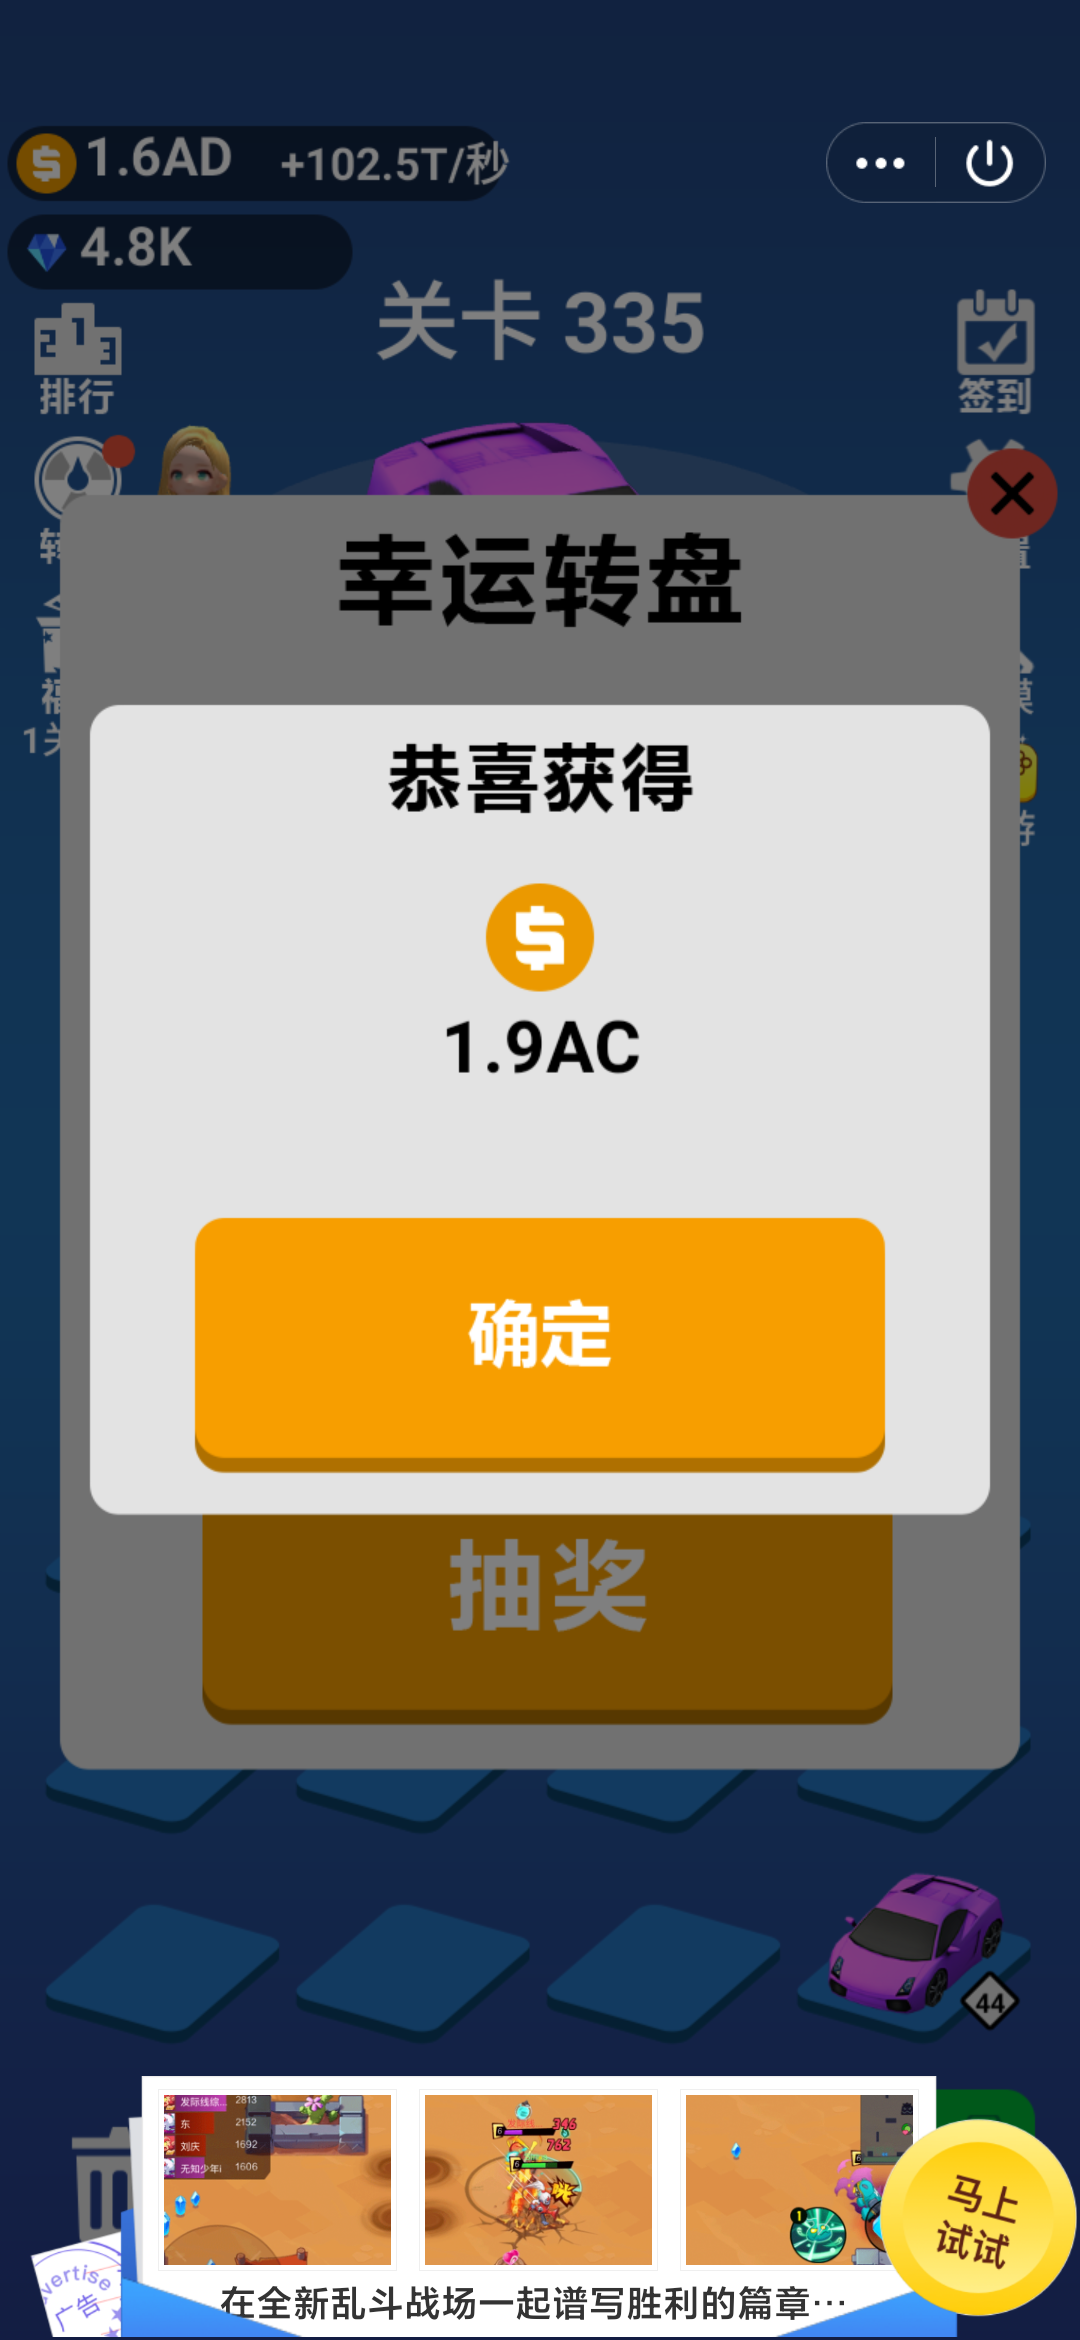 1.6AD +102.5T/秒
4.8K
关卡 335
排行
签到
幸运转盘
恭喜获得
1.9AC
确定
抽奖
44
发际线综... 2813
东 2152
刘庆 1692
无知少年i 1606
346
762
1
马上
试试
广告
在全新乱斗战场一起谱写胜利的篇章…